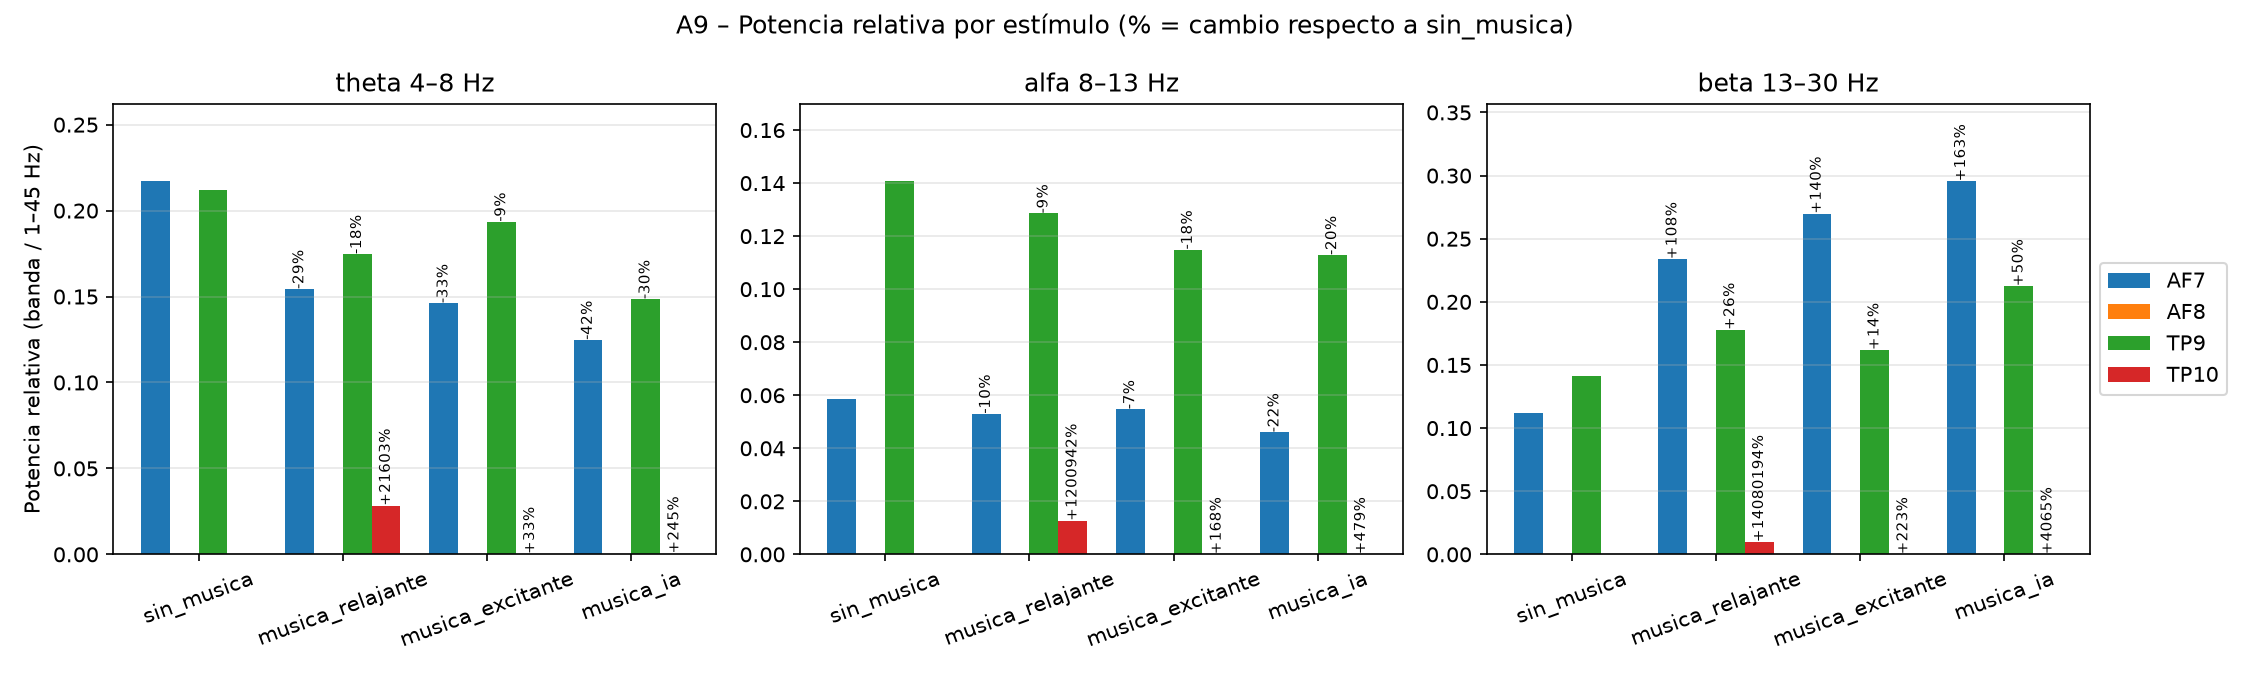 A9 – Potencia relativa por estímulo (% = cambio respecto a sin_musica)
theta 4–8 Hz
Potencia relativa (banda / 1–45 Hz)
0.25
0.20
0.15
0.10
0.05
0.00
-29%
-18%
+21603%
-33%
-9%
+33%
-42%
-30%
+245%
sin_musica
musica_relajante
musica_excitante
musica_ia
alfa 8–13 Hz
0.16
0.14
0.12
0.10
0.08
0.06
0.04
0.02
0.00
-10%
-9%
+1200942%
-7%
-18%
+168%
-22%
-20%
+479%
sin_musica
musica_relajante
musica_excitante
musica_ia
beta 13–30 Hz
0.35
0.30
0.25
0.20
0.15
0.10
0.05
0.00
+108%
+26%
+14080194%
+140%
+14%
+223%
+163%
+50%
+4065%
sin_musica
musica_relajante
musica_excitante
musica_ia
AF7
AF8
TP9
TP10